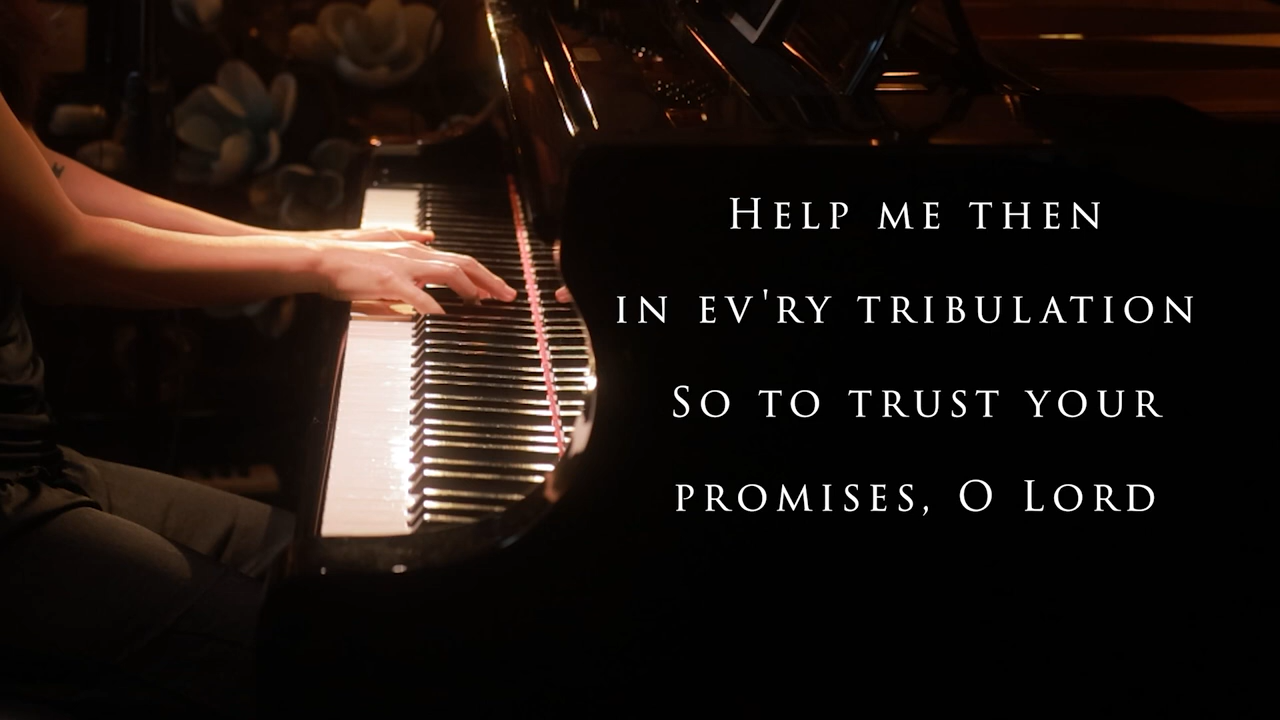 Help me then
in ev'ry tribulation
So to trust your
promises, O Lord